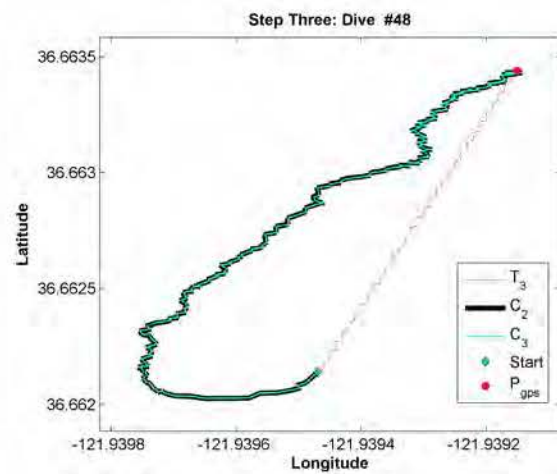 Step Three: Dive #48
36.6635
36.663
36.6625
36.662
Latitude
-121.9398
-121.9396
-121.9394
-121.9392
Longitude
T3
C2
C3
Start
Pgps